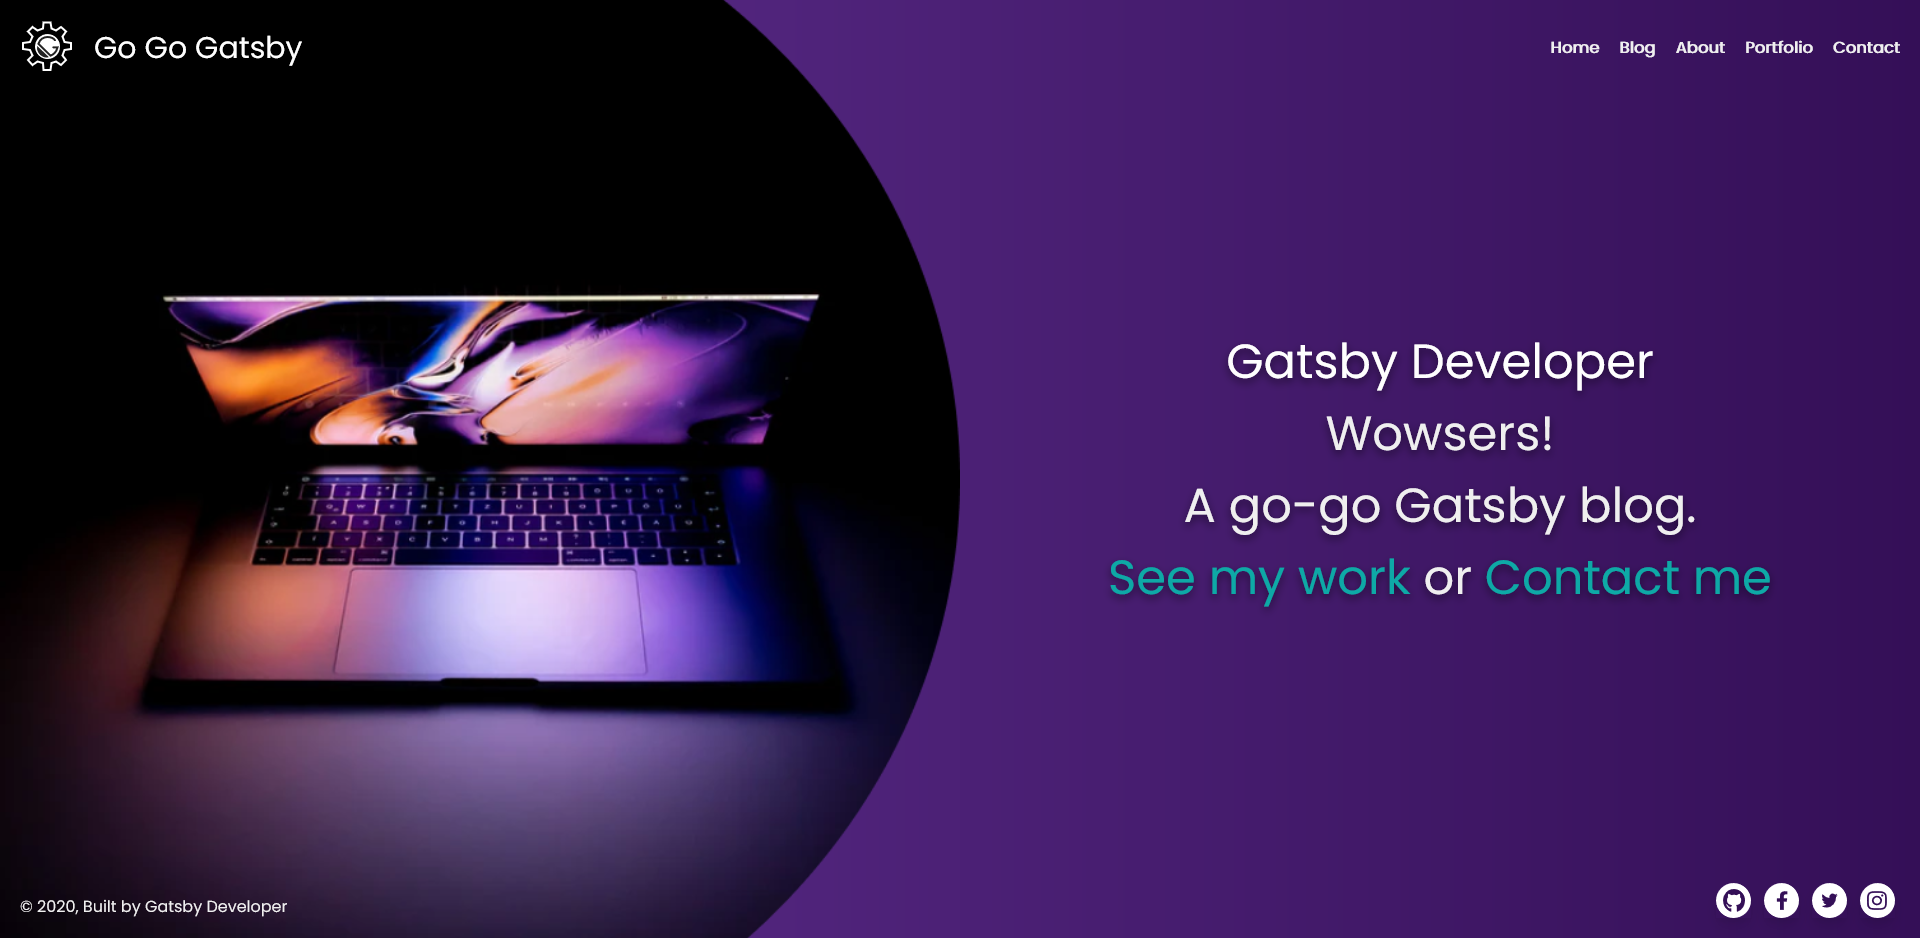 Go Go Gatsby
Home Blog About Portfolio Contact
Gatsby Developer
Wowsers!
A go-go Gatsby blog.
See my work or Contact me
© 2020, Built by Gatsby Developer